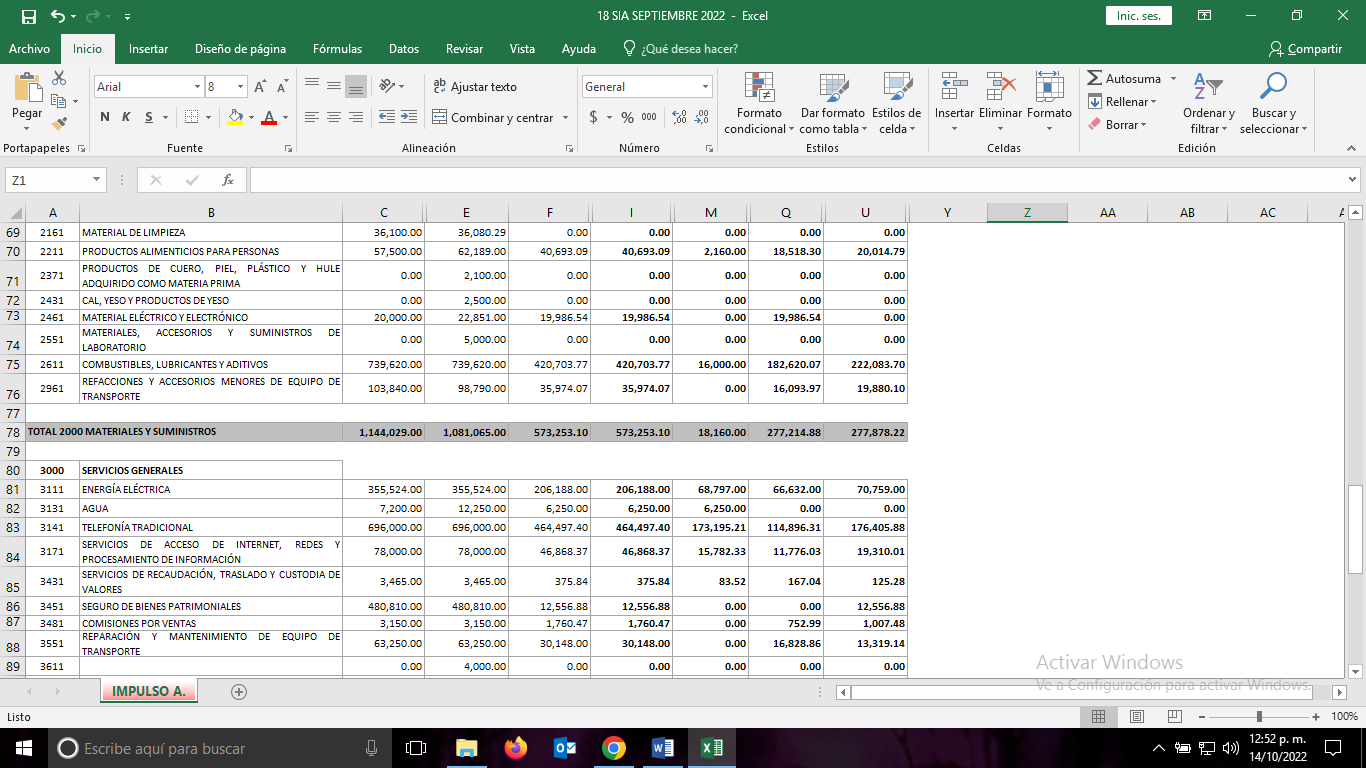 18 SIA SEPTIEMBRE 2022 - Excel
Inic. ses.
Archivo Inicio Insertar Diseño de página Fórmulas Datos Revisar Vista Ayuda ¿Qué desea hacer? Compartir
Pegar
Arial 8
N K S
Ajustar texto
Combinar y centrar
General
$ % 000
Formato condicional
Dar formato como tabla
Estilos de celda
Insertar Eliminar Formato
Autosuma
Rellenar
Borrar
Ordenar y filtrar
Buscar y seleccionar
Portapapeles Fuente Alineación Número Estilos Celdas Edición
Z1 fx
A B C E F I M Q U Y Z AA AB AC
69 2161 MATERIAL DE LIMPIEZA 36,100.00 36,080.29 0.00 0.00 0.00 0.00 0.00
70 2211 PRODUCTOS ALIMENTICIOS PARA PERSONAS 57,500.00 62,189.00 40,693.09 40,693.09 2,160.00 18,518.30 20,014.79
71 2371 PRODUCTOS DE CUERO, PIEL, PLÁSTICO Y HULE ADQUIRIDO COMO MATERIA PRIMA 0.00 2,100.00 0.00 0.00 0.00 0.00 0.00
72 2431 CAL, YESO Y PRODUCTOS DE YESO 0.00 2,500.00 0.00 0.00 0.00 0.00 0.00
73 2461 MATERIAL ELÉCTRICO Y ELECTRÓNICO 20,000.00 22,851.00 19,986.54 19,986.54 0.00 19,986.54 0.00
74 2551 MATERIALES, ACCESORIOS Y SUMINISTROS DE LABORATORIO 0.00 5,000.00 0.00 0.00 0.00 0.00 0.00
75 2611 COMBUSTIBLES, LUBRICANTES Y ADITIVOS 739,620.00 739,620.00 420,703.77 420,703.77 16,000.00 182,620.07 222,083.70
76 2961 REFACCIONES Y ACCESORIOS MENORES DE EQUIPO DE TRANSPORTE 103,840.00 98,790.00 35,974.07 35,974.07 0.00 16,093.97 19,880.10
77
78 TOTAL 2000 MATERIALES Y SUMINISTROS 1,144,029.00 1,081,065.00 573,253.10 573,253.10 18,160.00 277,214.88 277,878.22
79
80 3000 SERVICIOS GENERALES
81 3111 ENERGÍA ELÉCTRICA 355,524.00 355,524.00 206,188.00 206,188.00 68,797.00 66,632.00 70,759.00
82 3131 AGUA 7,200.00 12,250.00 6,250.00 6,250.00 6,250.00 0.00 0.00
83 3141 TELEFONÍA TRADICIONAL 696,000.00 696,000.00 464,497.40 464,497.40 173,195.21 114,896.31 176,405.88
84 3171 SERVICIOS DE ACCESO DE INTERNET, REDES Y PROCESAMIENTO DE INFORMACIÓN 78,000.00 78,000.00 46,868.37 46,868.37 15,782.33 11,776.03 19,310.01
85 3431 SERVICIOS DE RECAUDACIÓN, TRASLADO Y CUSTODIA DE VALORES 3,465.00 3,465.00 375.84 375.84 83.52 167.04 125.28
86 3451 SEGURO DE BIENES PATRIMONIALES 480,810.00 480,810.00 12,556.88 12,556.88 0.00 0.00 12,556.88
87 3481 COMISIONES POR VENTAS 3,150.00 3,150.00 1,760.47 1,760.47 0.00 752.99 1,007.48
88 3551 REPARACIÓN Y MANTENIMIENTO DE EQUIPO DE TRANSPORTE 63,250.00 63,250.00 30,148.00 30,148.00 0.00 16,828.86 13,319.14
89 3611 0.00 4,000.00 0.00 0.00 0.00 0.00 0.00
Activar Windows
Ve a Configuración para activar Windows.
IMPULSO A.
Listo 100%
Escribe aquí para buscar
12:52 p. m.
14/10/2022